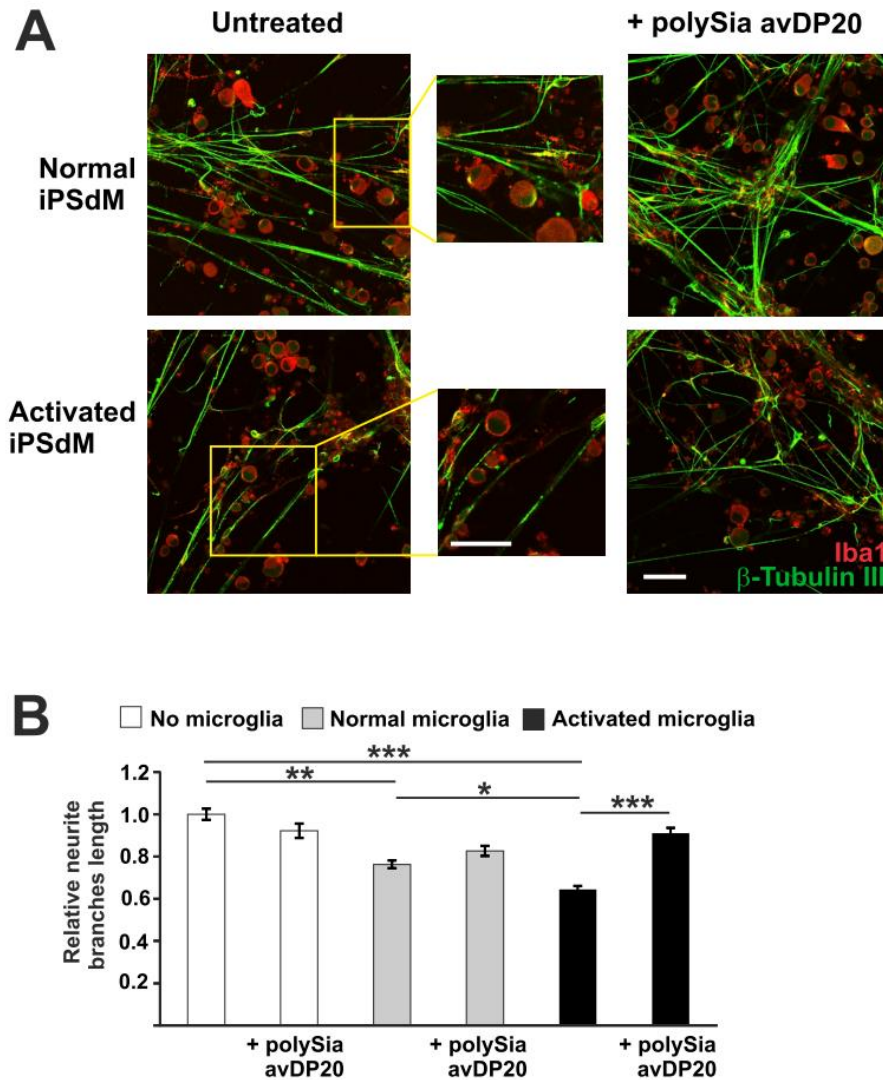 A
Untreated
+ polySia avDP20
Normal
iPSdM
Activated
iPSdM
Iba1
β-Tubulin III
B
No microglia
Normal microglia
Activated microglia
Relative neurite
branches length
1.2
1.0
0.8
0.6
0.4
0.2
***
**
*
***
+ polySia
avDP20
+ polySia
avDP20
+ polySia
avDP20